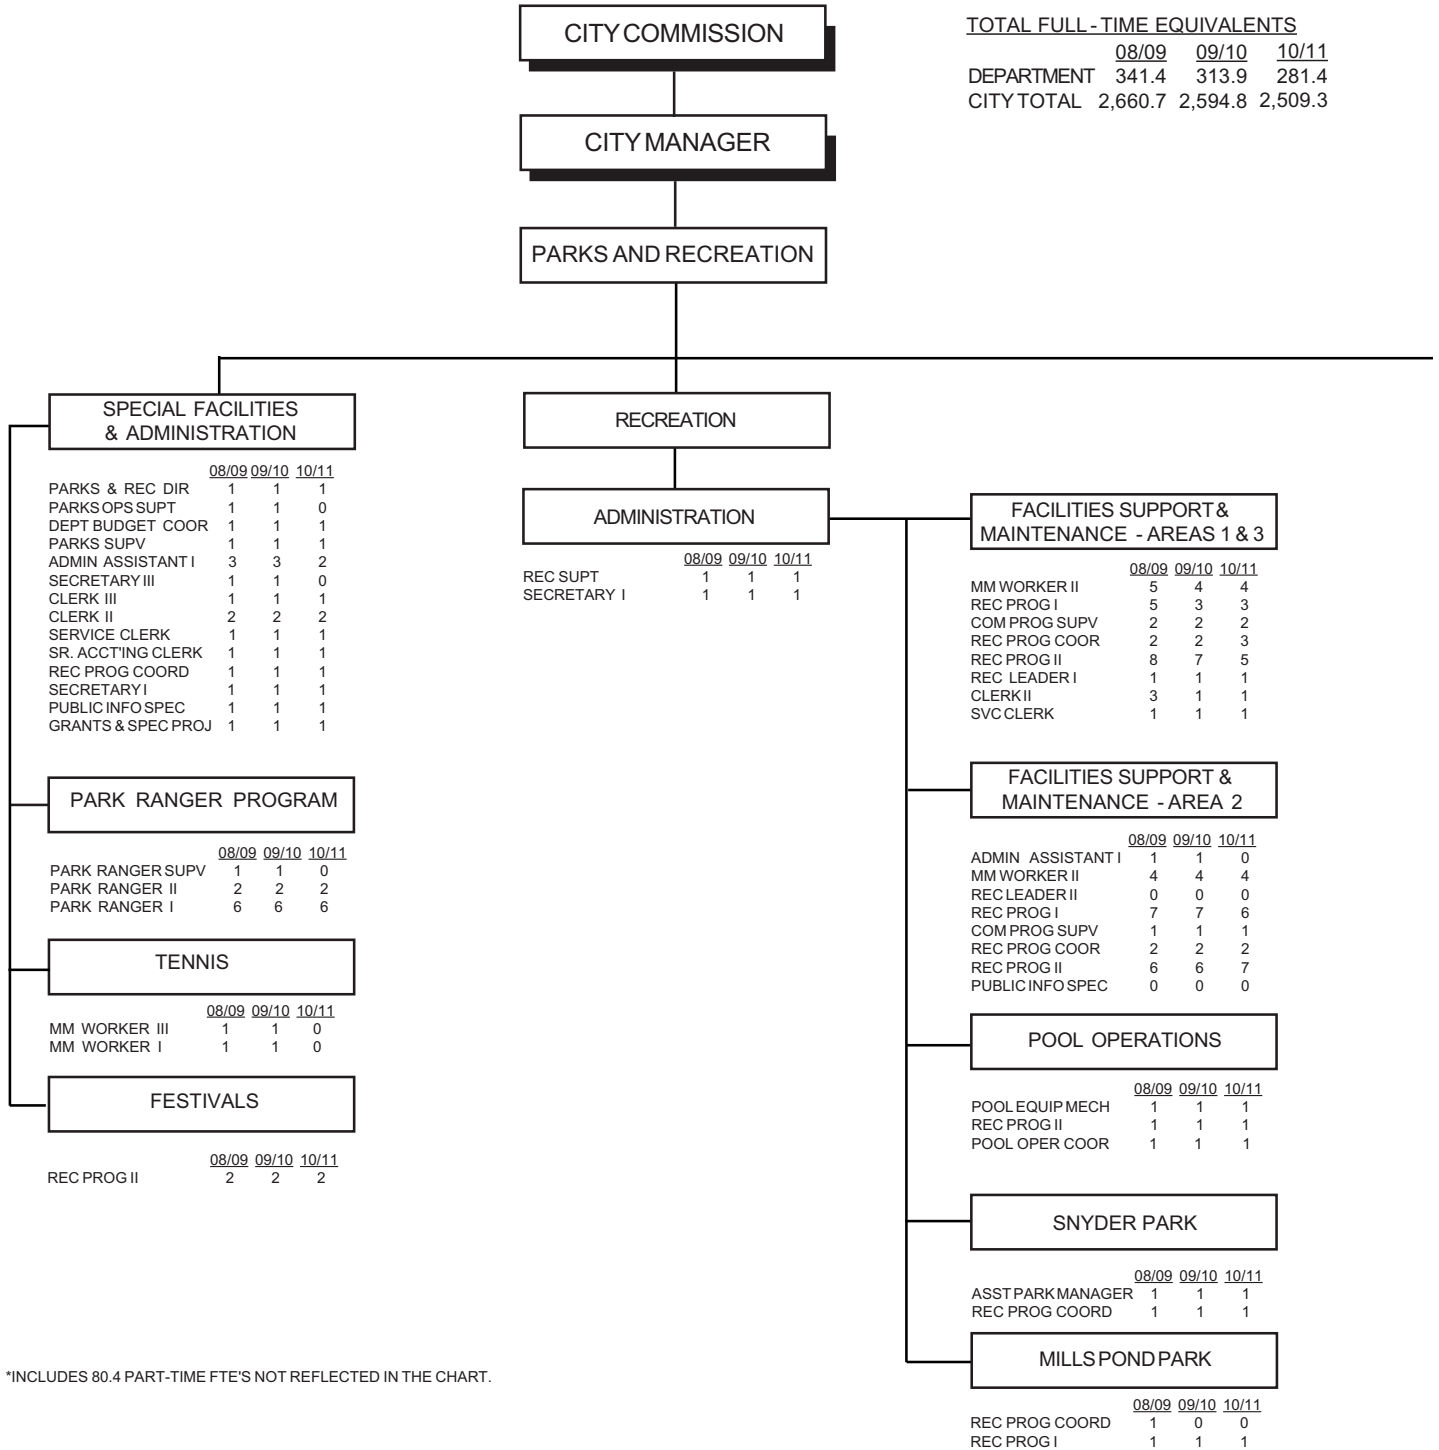 CITY COMMISSION
CITY MANAGER
PARKS AND RECREATION
TOTAL FULL - TIME EQUIVALENTS
08/09 09/10 10/11
DEPARTMENT 341.4 313.9 281.4
CITY TOTAL 2,660.7 2,594.8 2,509.3
SPECIAL FACILITIES
& ADMINISTRATION
08/09 09/10 10/11
PARKS & REC DIR 1 1 1
PARKS OPS SUPT 1 1 0
DEPT BUDGET COOR 1 1 1
PARKS SUPV 1 1 1
ADMIN ASSISTANT I 3 3 2
SECRETARY III 1 1 0
CLERK III 1 1 1
CLERK II 2 2 2
SERVICE CLERK 1 1 1
SR. ACCT'ING CLERK 1 1 1
REC PROG COORD 1 1 1
SECRETARY I 1 1 1
PUBLIC INFO SPEC 1 1 1
GRANTS & SPEC PROJ 1 1 1
PARK RANGER PROGRAM
08/09 09/10 10/11
PARK RANGER SUPV 1 1 0
PARK RANGER II 2 2 2
PARK RANGER I 6 6 6
TENNIS
08/09 09/10 10/11
MM WORKER III 1 1 0
MM WORKER I 1 1 0
FESTIVALS
08/09 09/10 10/11
REC PROG II 2 2 2
RECREATION
ADMINISTRATION
08/09 09/10 10/11
REC SUPT 1 1 1
SECRETARY I 1 1 1
FACILITIES SUPPORT &
MAINTENANCE - AREAS 1 & 3
08/09 09/10 10/11
MM WORKER II 5 4 4
REC PROG I 5 3 3
COM PROG SUPV 2 2 2
REC PROG COOR 2 2 3
REC PROG II 8 7 5
REC LEADER I 1 1 1
CLERK II 3 1 1
SVC CLERK 1 1 1
FACILITIES SUPPORT &
MAINTENANCE - AREA 2
08/09 09/10 10/11
ADMIN ASSISTANT I 1 1 0
MM WORKER II 4 4 4
REC LEADER II 0 0 0
REC PROG I 7 7 6
COM PROG SUPV 1 1 1
REC PROG COOR 2 2 2
REC PROG II 6 6 7
PUBLIC INFO SPEC 0 0 0
POOL OPERATIONS
08/09 09/10 10/11
POOL EQUIP MECH 1 1 1
REC PROG II 1 1 1
POOL OPER COOR 1 1 1
SNYDER PARK
08/09 09/10 10/11
ASST PARK MANAGER 1 1 1
REC PROG COORD 1 1 1
MILLS POND PARK
08/09 09/10 10/11
REC PROG COORD 1 0 0
REC PROG I 1 1 1
*INCLUDES 80.4 PART-TIME FTE'S NOT REFLECTED IN THE CHART.